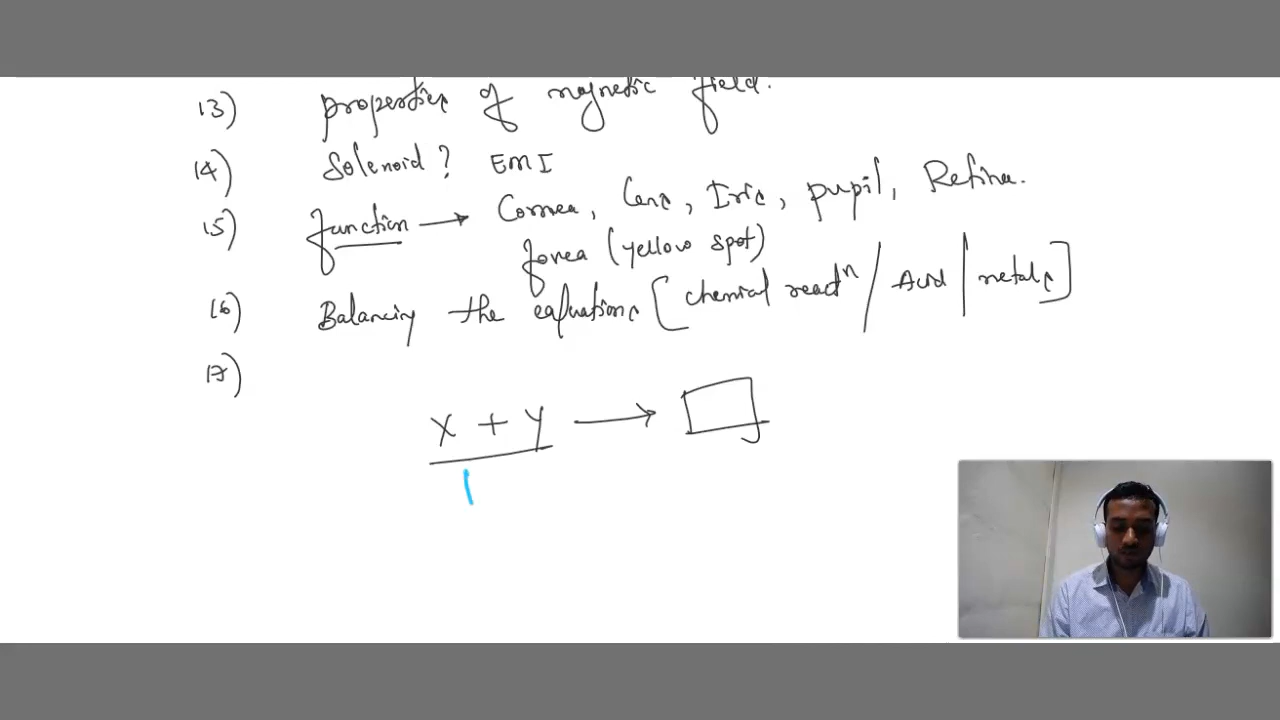 13) properties of magnetic field.
14) Solenoid? EMI
15) function → Cornea, Lens, Iris, pupil, Retina.
fovea (yellow spot)
16) Balancing the equations [chemical reactⁿ / Acid | metals]
17)
X + Y →